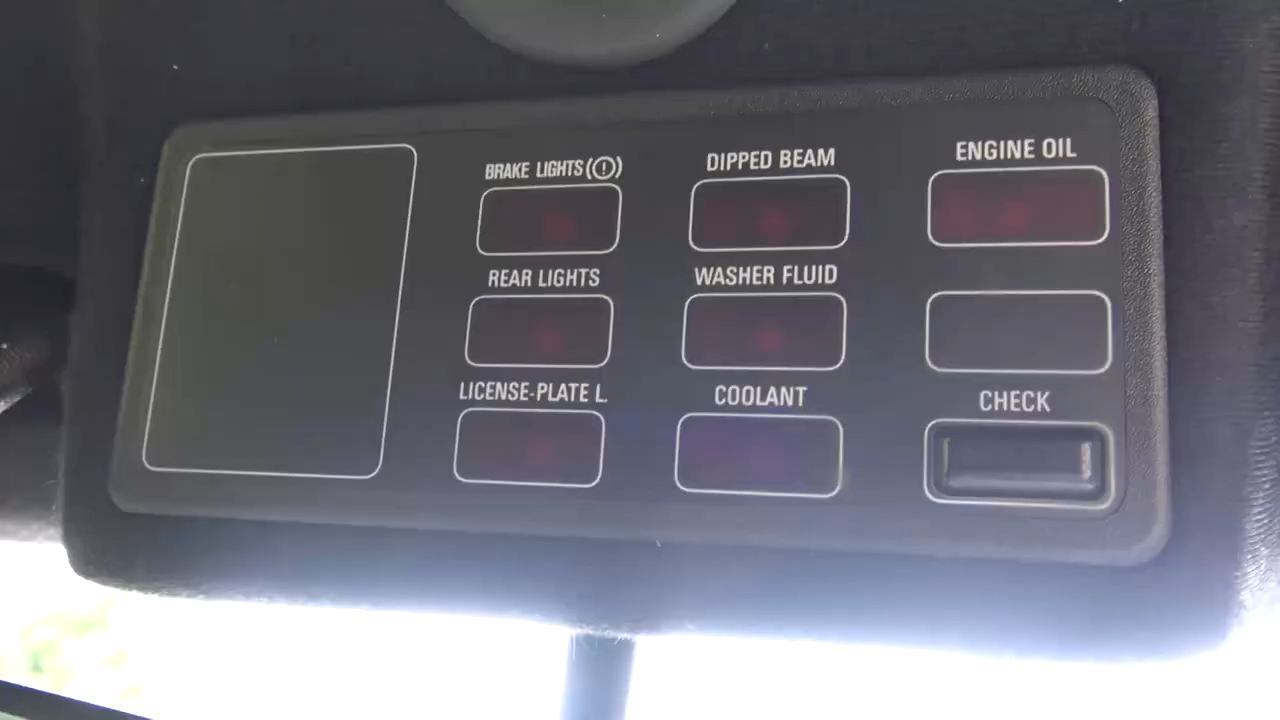 BRAKE LIGHTS(!)
DIPPED BEAM
ENGINE OIL
REAR LIGHTS
WASHER FLUID
LICENSE-PLATE L.
COOLANT
CHECK